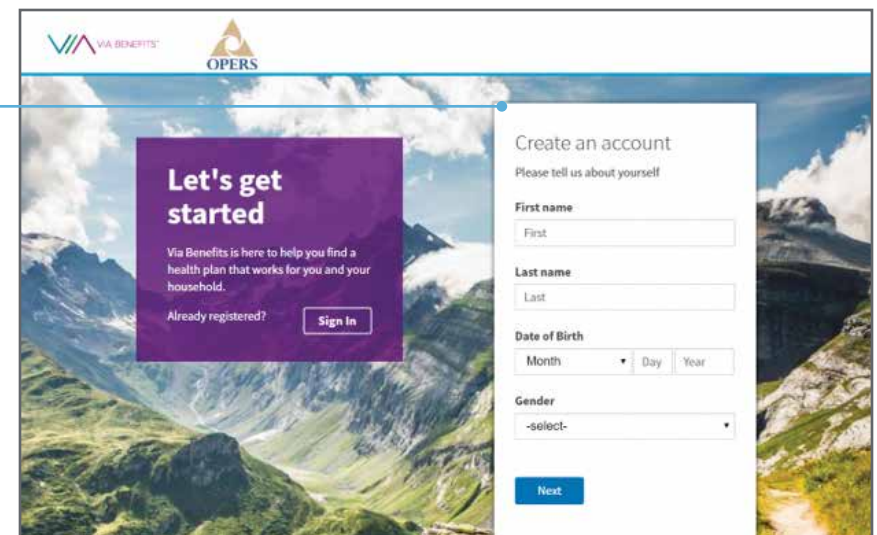 VIA BENEFITS
OPERS
Let's get
started
Via Benefits is here to help you find a
health plan that works for you and your
household.
Already registered?
Sign In
Create an account
Please tell us about yourself
First name
First
Last name
Last
Date of Birth
Month Day Year
Gender
-select-
Next